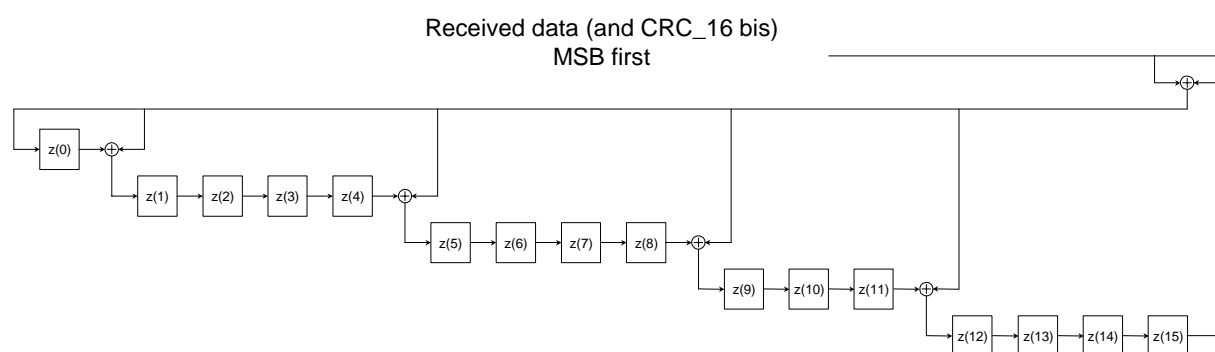 Received data (and CRC_16 bis)
MSB first
z(0)
z(1) z(2) z(3) z(4)
z(5) z(6) z(7) z(8)
z(9) z(10) z(11)
z(12) z(13) z(14) z(15)